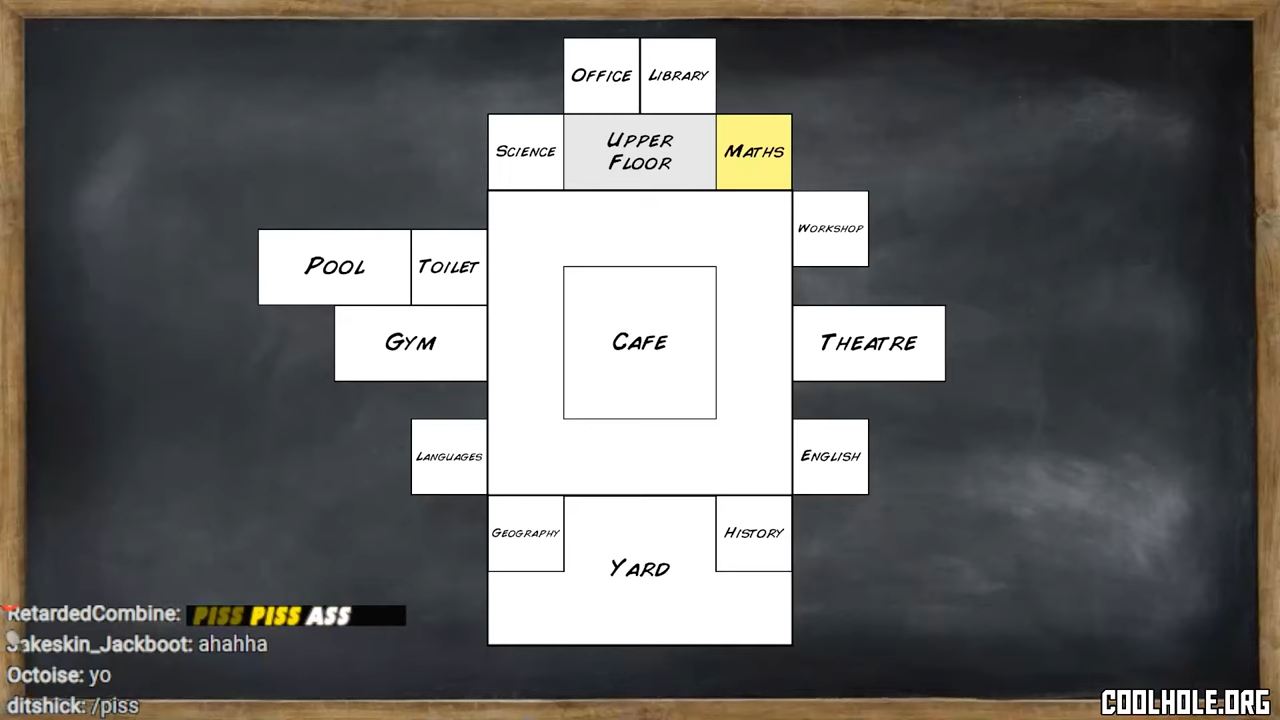 OFFICE
LIBRARY
SCIENCE
UPPER
FLOOR
MATHS
WORKSHOP
POOL
TOILET
GYM
CAFE
THEATRE
LANGUAGES
ENGLISH
GEOGRAPHY
HISTORY
YARD
RetardedCombine: PISS PISS ASS
Jakeskin_Jackboot: ahahha
Octoise: yo
ditshick: /piss
COOLHOLE.ORG